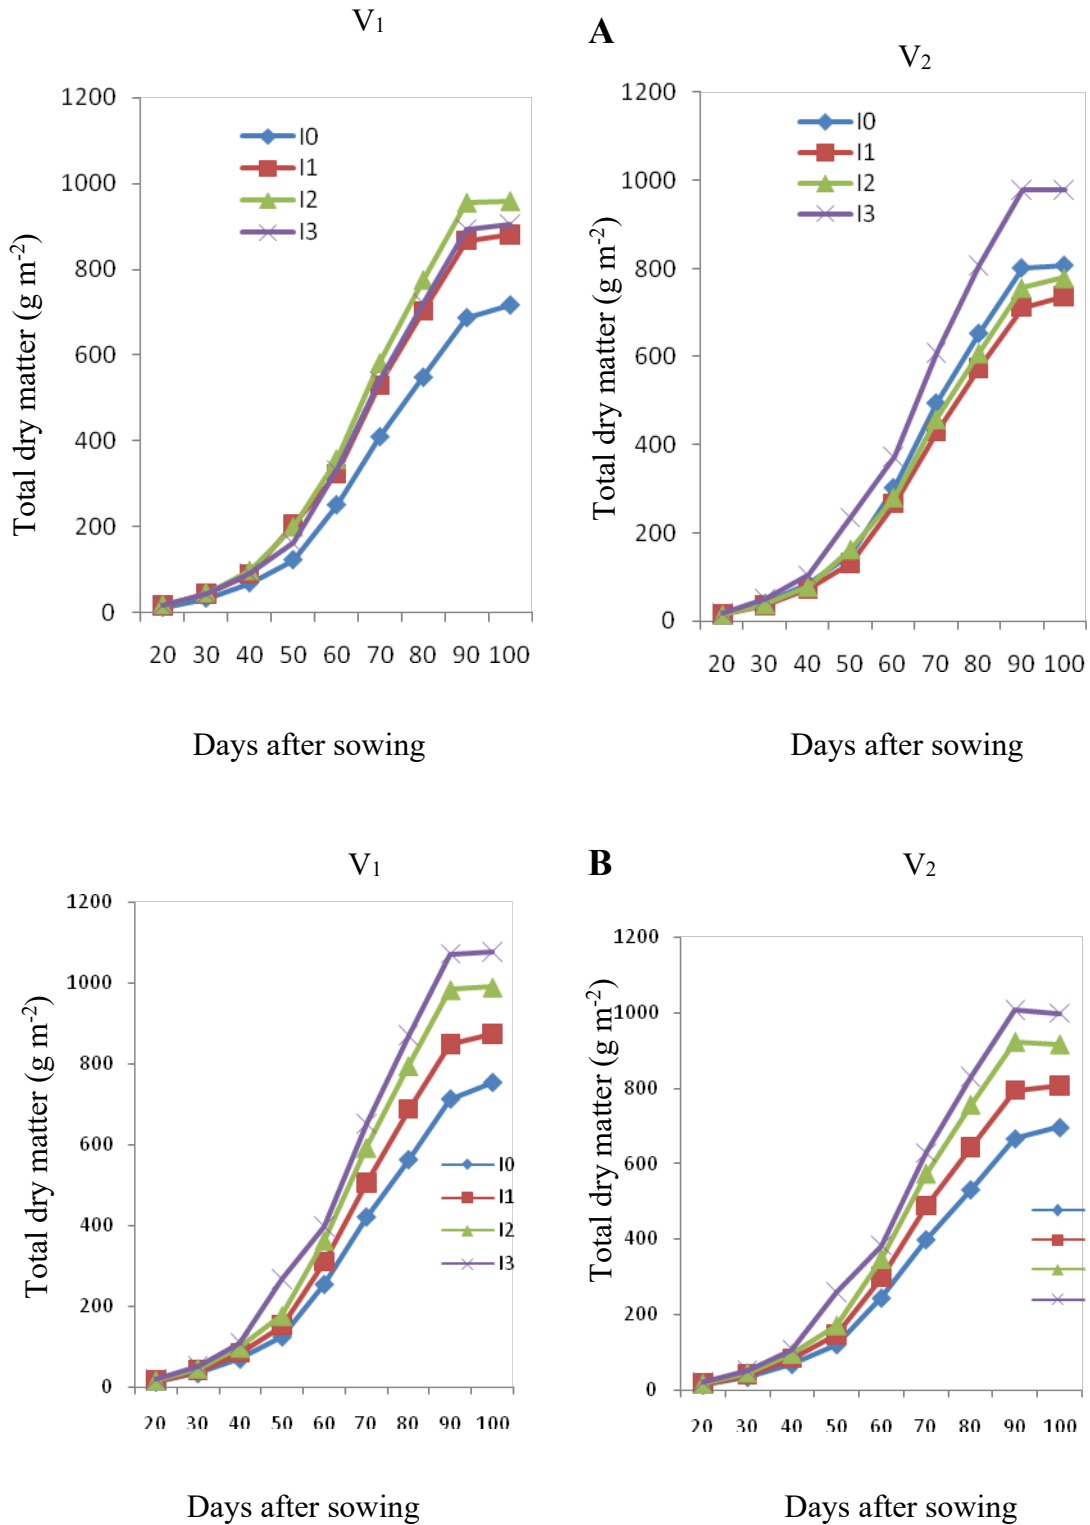 V₁
A
V₂
1200
1000
800
600
400
200
0
I0
I1
I2
I3
Total dry matter (g m⁻²)
20 30 40 50 60 70 80 90 100
Days after sowing
1200
1000
800
600
400
200
0
I0
I1
I2
I3
Total dry matter (g m⁻²)
20 30 40 50 60 70 80 90 100
Days after sowing
V₁
B
V₂
1200
1000
800
600
400
200
0
I0
I1
I2
I3
Total dry matter (g m⁻²)
20 30 40 50 60 70 80 90 100
Days after sowing
1200
1000
800
600
400
200
0
Total dry matter (g m⁻²)
20 30 40 50 60 70 80 90 100
Days after sowing